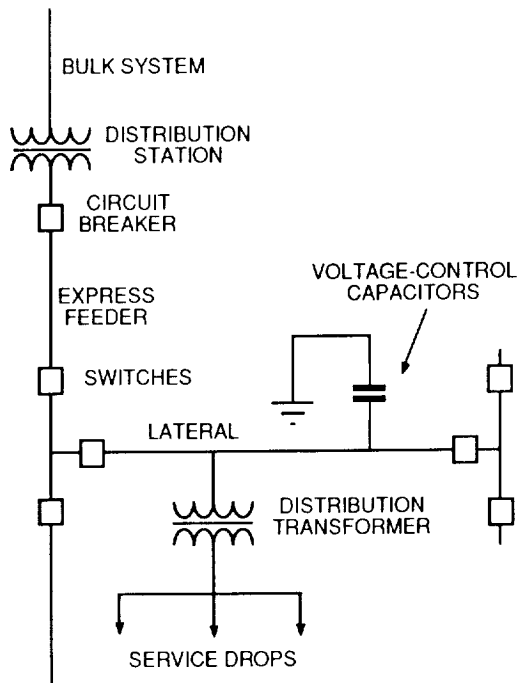 BULK SYSTEM
DISTRIBUTION
STATION
CIRCUIT
BREAKER
VOLTAGE-CONTROL
CAPACITORS
EXPRESS
FEEDER
SWITCHES
LATERAL
DISTRIBUTION
TRANSFORMER
SERVICE DROPS